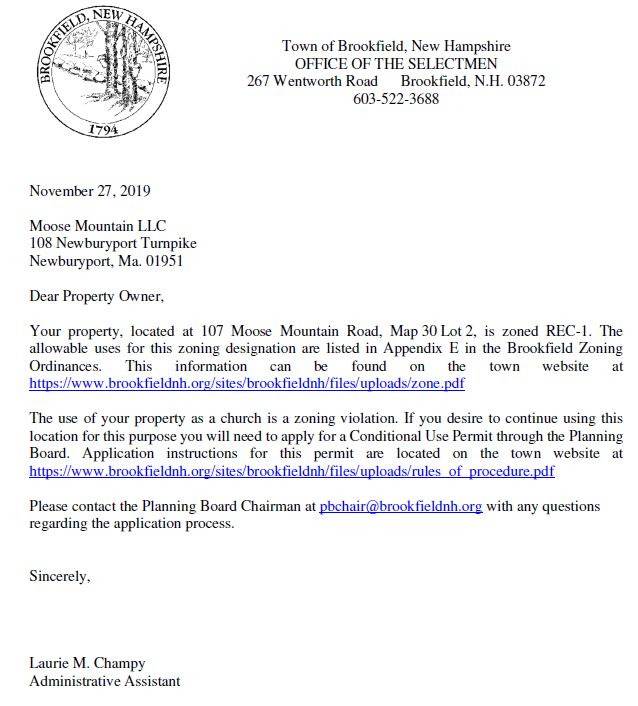 BROOKFIELD, NEW HAMPSHIRE
1794
Town of Brookfield, New Hampshire
OFFICE OF THE SELECTMEN
267 Wentworth Road Brookfield, N.H. 03872
603-522-3688
November 27, 2019
Moose Mountain LLC
108 Newburyport Turnpike
Newburyport, Ma. 01951
Dear Property Owner,
Your property, located at 107 Moose Mountain Road, Map 30 Lot 2, is zoned REC-1. The
allowable uses for this zoning designation are listed in Appendix E in the Brookfield Zoning
Ordinances. This information can be found on the town website at
https://www.brookfieldnh.org/sites/brookfieldnh/files/uploads/zone.pdf
The use of your property as a church is a zoning violation. If you desire to continue using this
location for this purpose you will need to apply for a Conditional Use Permit through the Planning
Board. Application instructions for this permit are located on the town website at
https://www.brookfieldnh.org/sites/brookfieldnh/files/uploads/rules_of_procedure.pdf
Please contact the Planning Board Chairman at pbchair@brookfieldnh.org with any questions
regarding the application process.
Sincerely,
Laurie M. Champy
Administrative Assistant